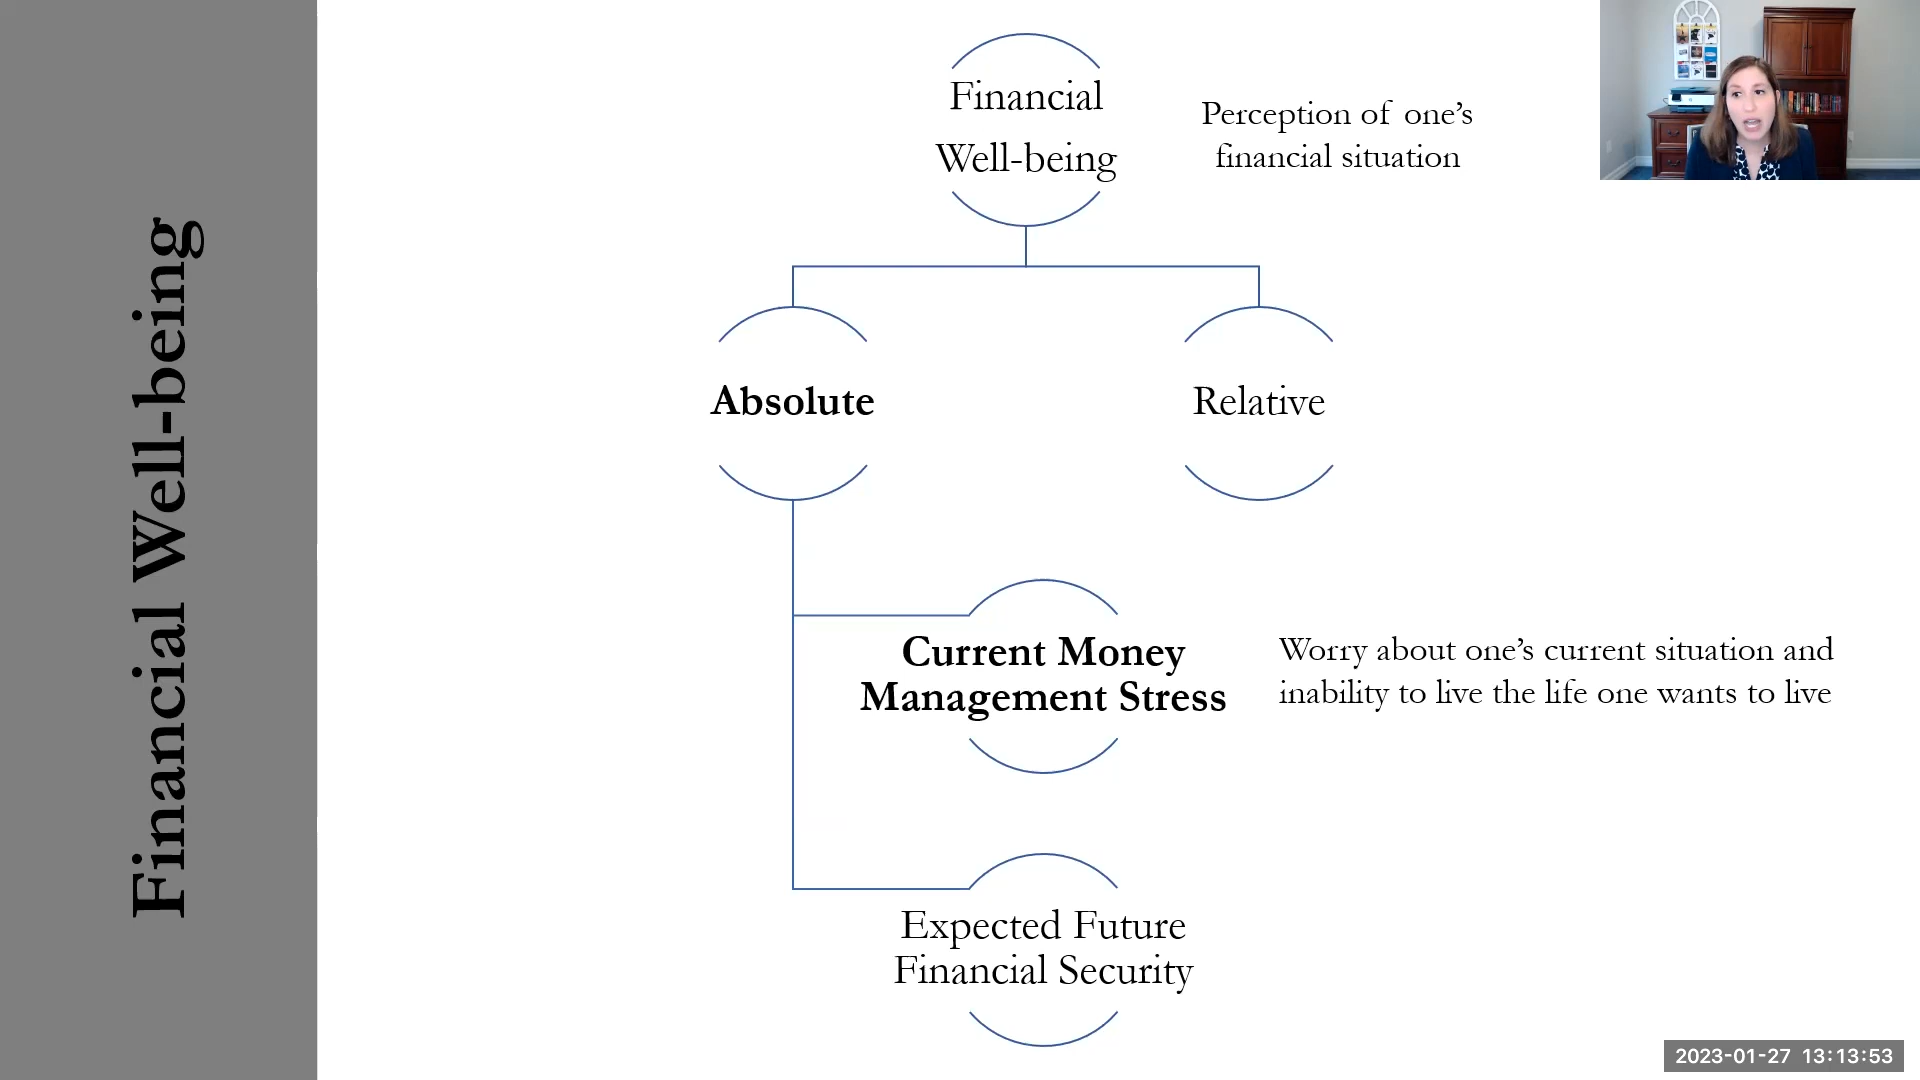 Financial Well-being
Financial
Well-being
Perception of one’s
financial situation
Absolute
Relative
Current Money
Management Stress
Worry about one’s current situation and
inability to live the life one wants to live
Expected Future
Financial Security
2023-01-27 13:13:53